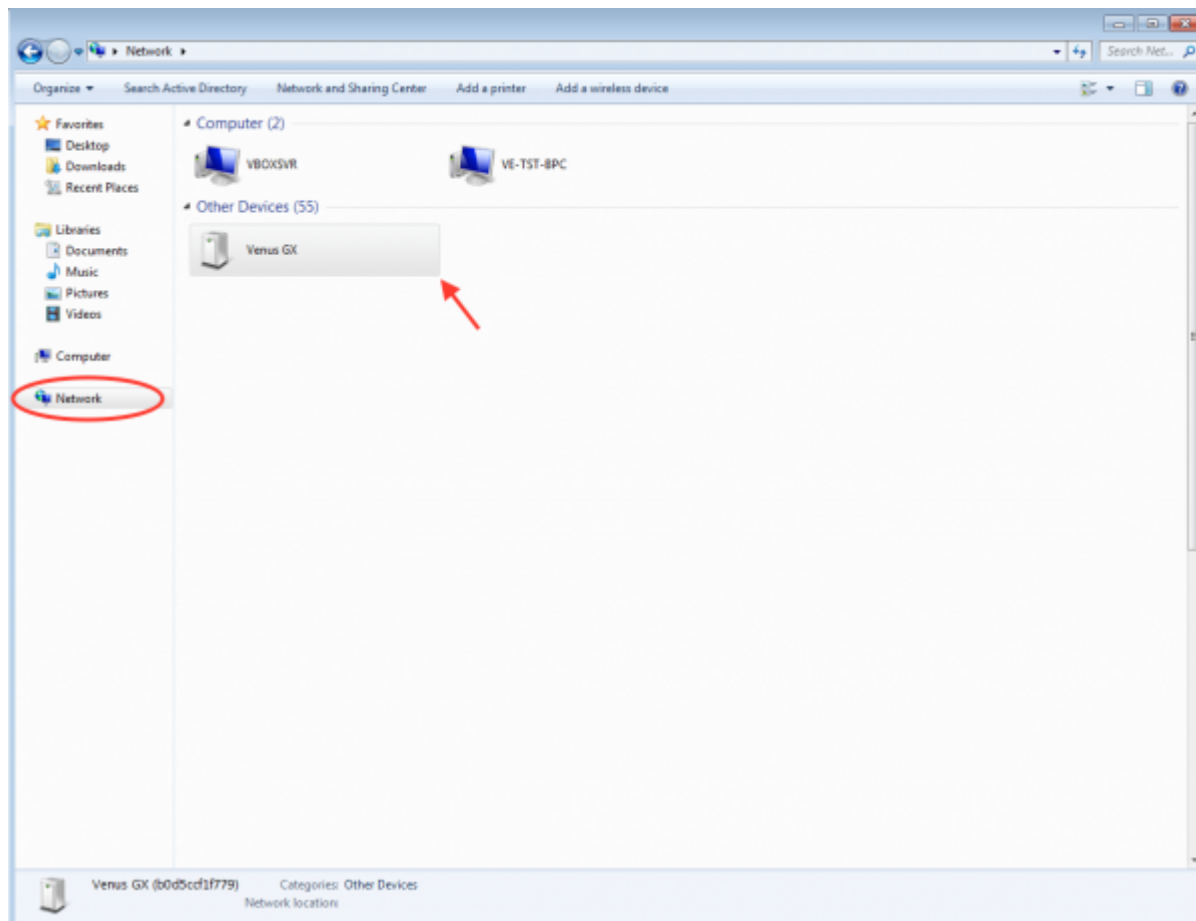 Network
Search Net...
Organize
Search Active Directory
Network and Sharing Center
Add a printer
Add a wireless device
Favorites
Desktop
Downloads
Recent Places
Libraries
Documents
Music
Pictures
Videos
Computer
Network
Computer (2)
VBOXSVR
VE-TST-BPC
Other Devices (55)
Venus GX
Venus GX (b0d5ccf1f779)
Categories: Other Devices
Network location: